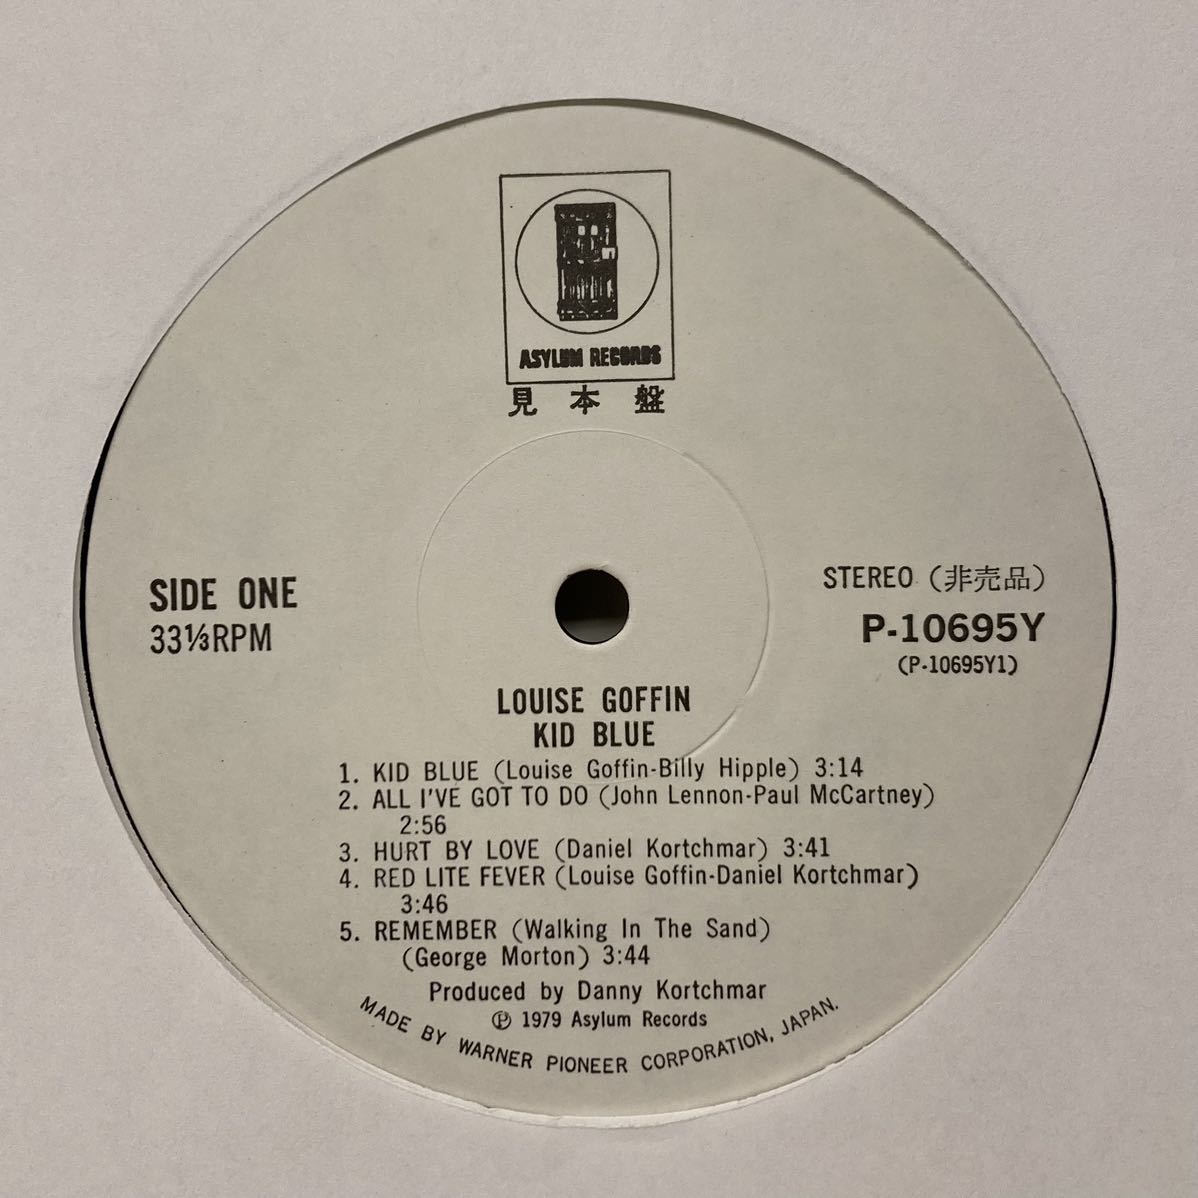 ASYLUM RECORDS
見本盤
SIDE ONE
33⅓RPM
STEREO（非売品）
P-10695Y
(P-10695Y1)
LOUISE GOFFIN
KID BLUE
1. KID BLUE (Louise Goffin-Billy Hipple) 3:14
2. ALL I'VE GOT TO DO (John Lennon-Paul McCartney)
2:56
3. HURT BY LOVE (Daniel Kortchmar) 3:41
4. RED LITE FEVER (Louise Goffin-Daniel Kortchmar)
3:46
5. REMEMBER (Walking In The Sand)
(George Morton) 3:44
Produced by Danny Kortchmar
Ⓟ 1979 Asylum Records
MADE BY WARNER PIONEER CORPORATION, JAPAN.